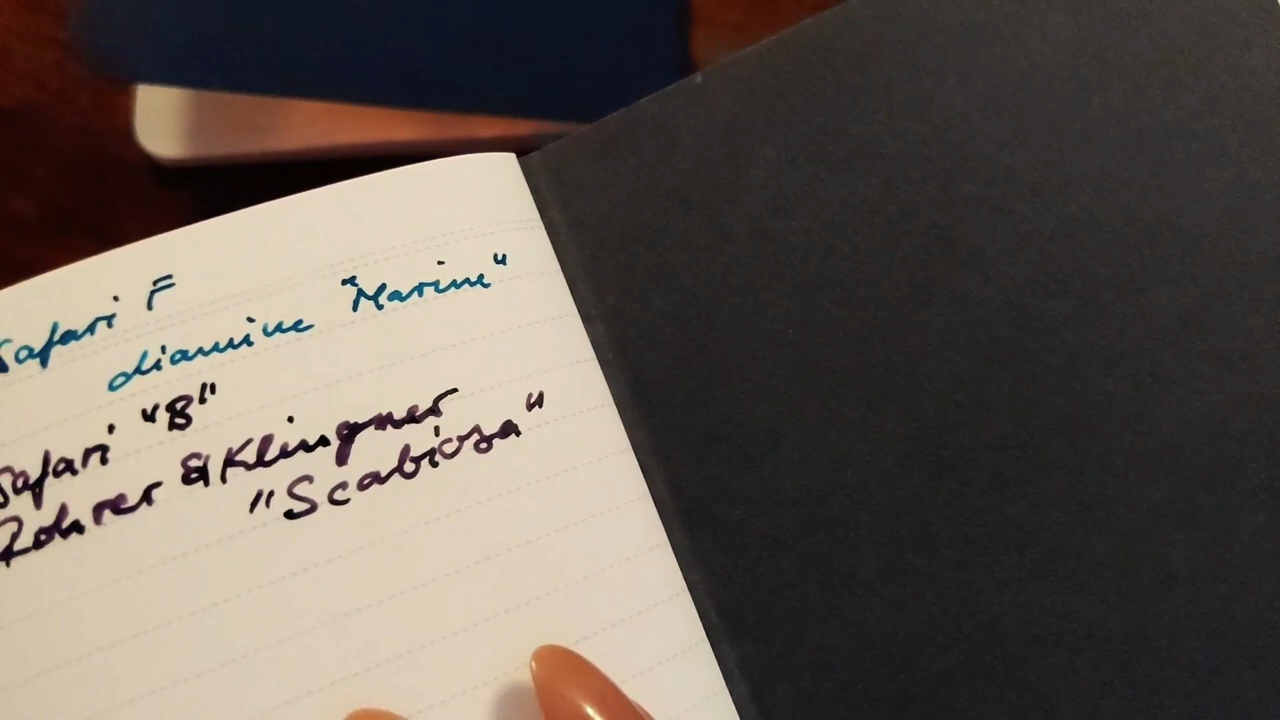 Safari F
diamine "Marine"
Safari "B"
Rohrer & Klingner
"Scabiosa"